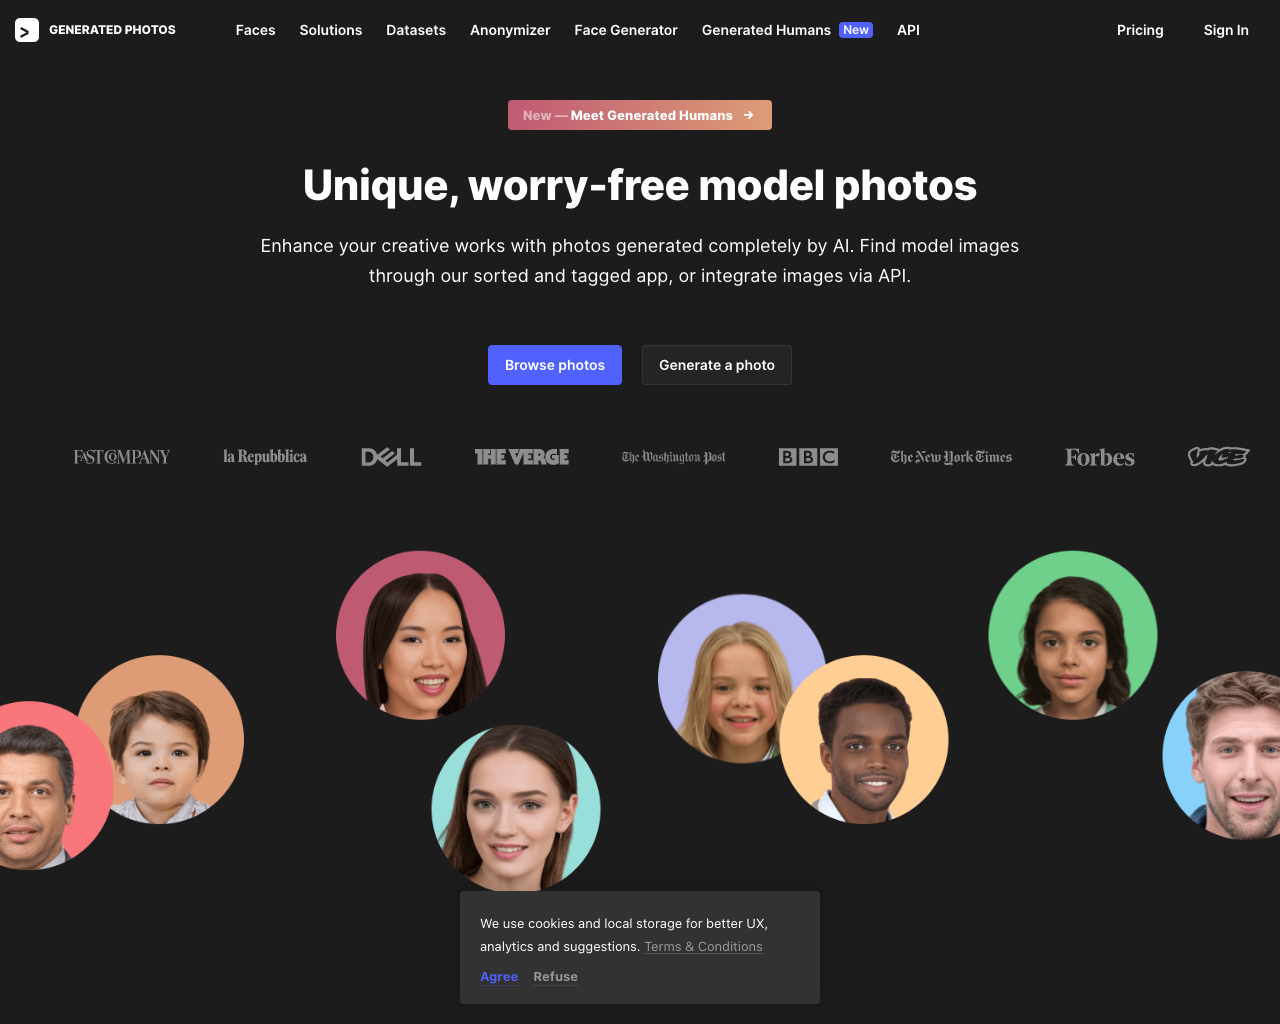 GENERATED PHOTOS
Faces
Solutions
Datasets
Anonymizer
Face Generator
Generated Humans New
API
Pricing
Sign In
New — Meet Generated Humans →
Unique, worry-free model photos
Enhance your creative works with photos generated completely by AI. Find model images
through our sorted and tagged app, or integrate images via API.
Browse photos
Generate a photo
FAST COMPANY
la Repubblica
DELL
THE VERGE
The Washington Post
BBC
The New York Times
Forbes
VICE
We use cookies and local storage for better UX,
analytics and suggestions. Terms & Conditions
Agree
Refuse